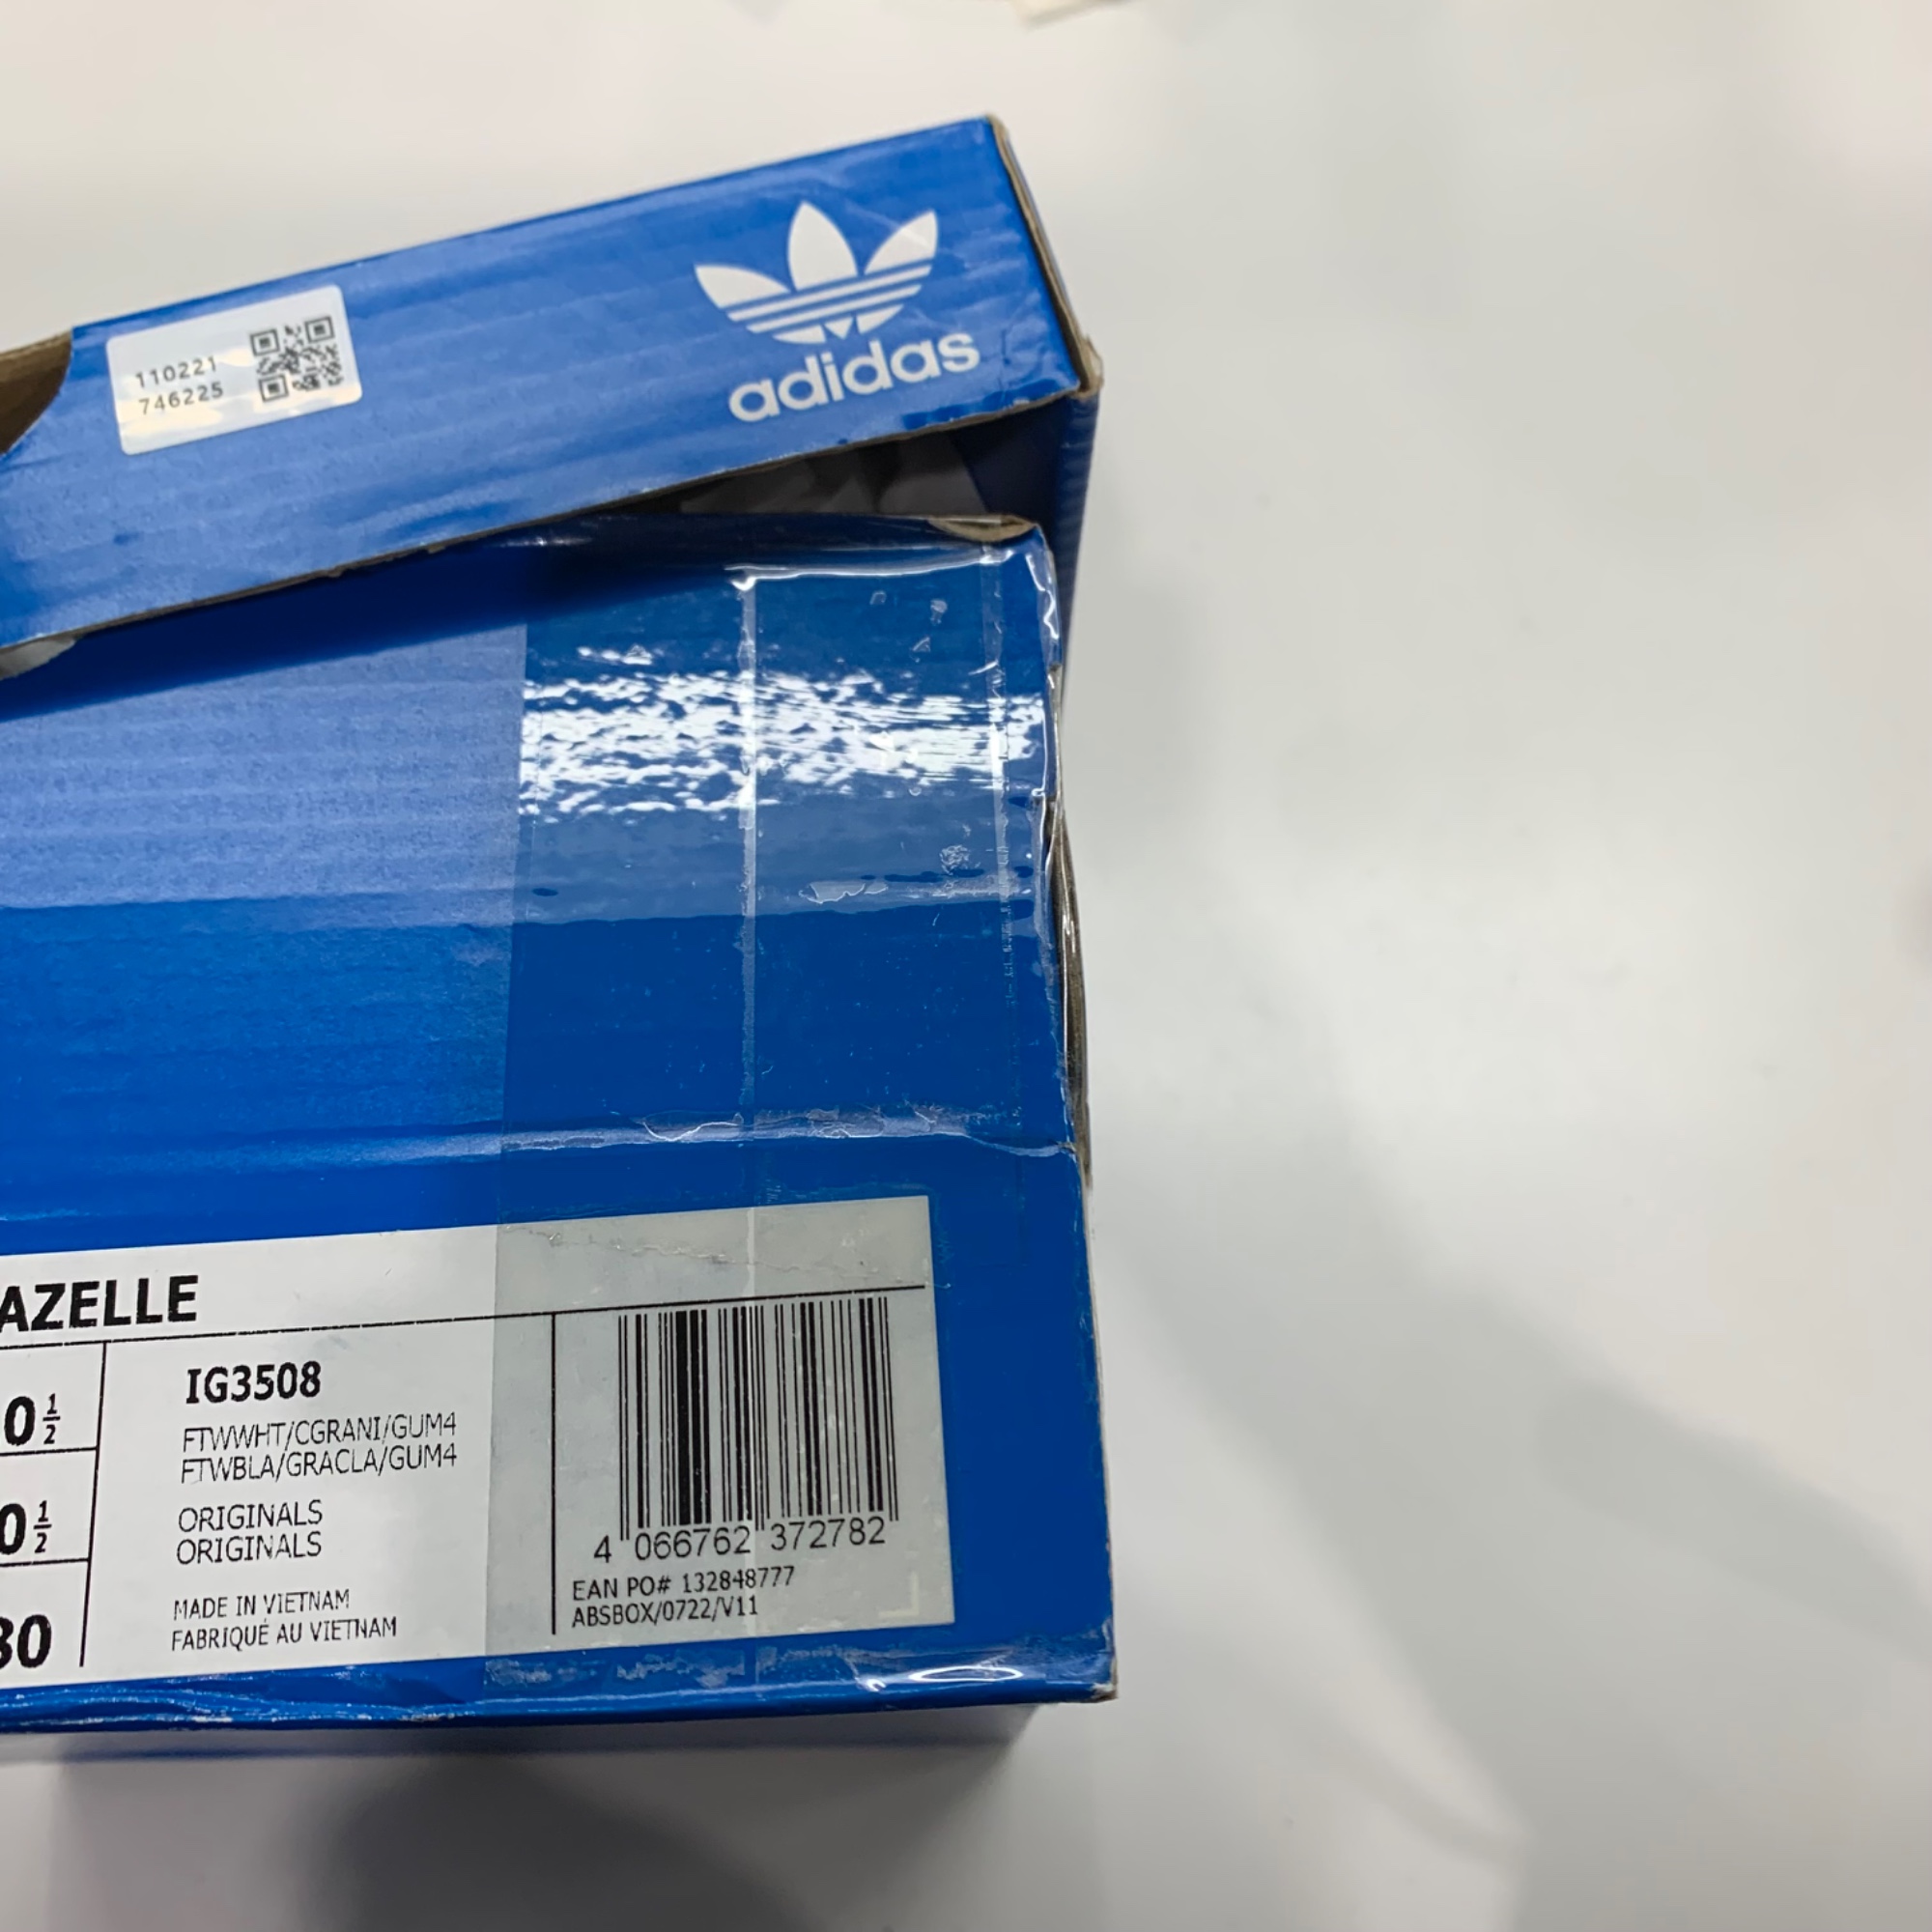 110221
746225
adidas
AZELLE
0½
0½
30
IG3508
FTWWHT/CGRANI/GUM4
FTWBLA/GRACLA/GUM4
ORIGINALS
ORIGINALS
MADE IN VIETNAM
FABRIQUÉ AU VIETNAM
4 066762 372782
EAN PO# 132848777
ABSBOX/0722/V11